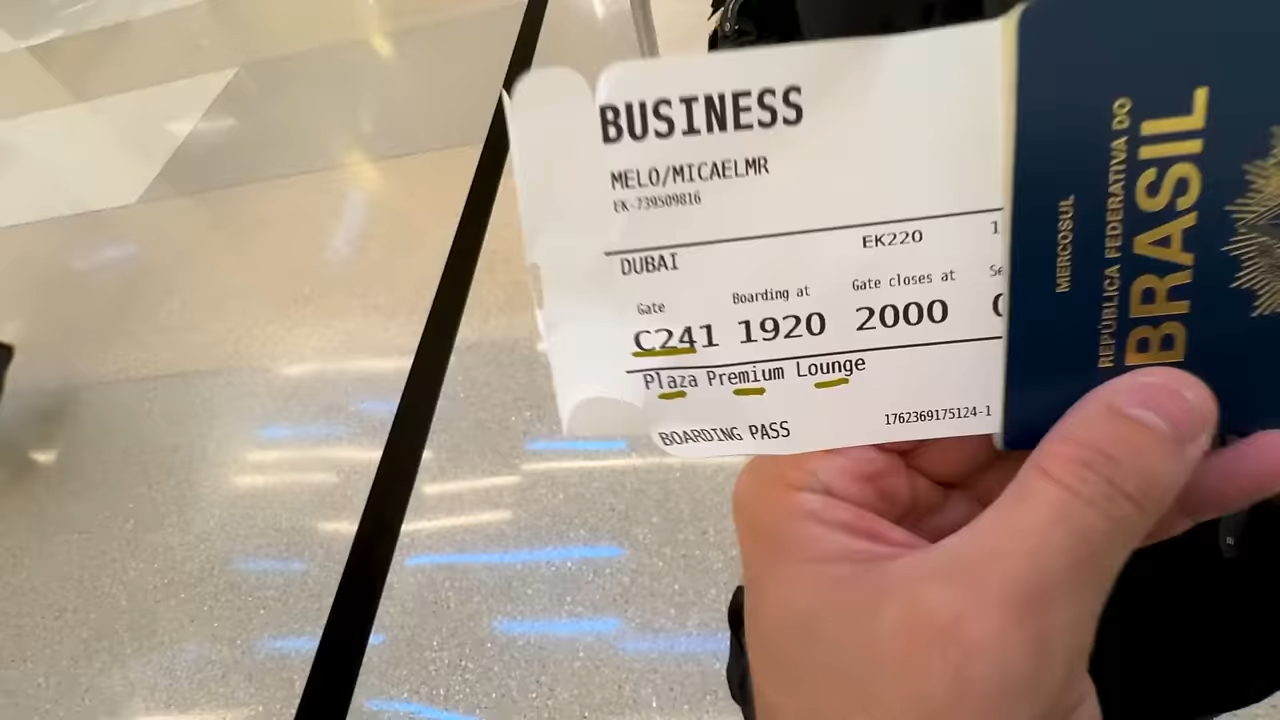 BUSINESS
MELO/MICAELMR
EK-739509816
DUBAI EK220 1
Gate Boarding at Gate closes at
C241 1920 2000
Plaza Premium Lounge
BOARDING PASS 1762369175124-1
MERCOSUL
REPÚBLICA FEDERATIVA DO
BRASIL